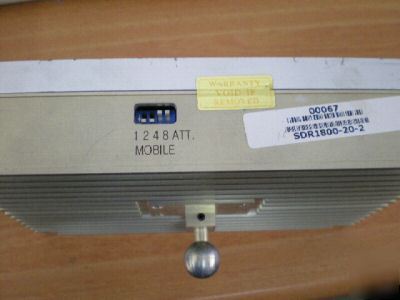 WARRANTY
VOID IF
REMOVED
00067
SDR1800-20-2
1 2 4 8 ATT.
MOBILE